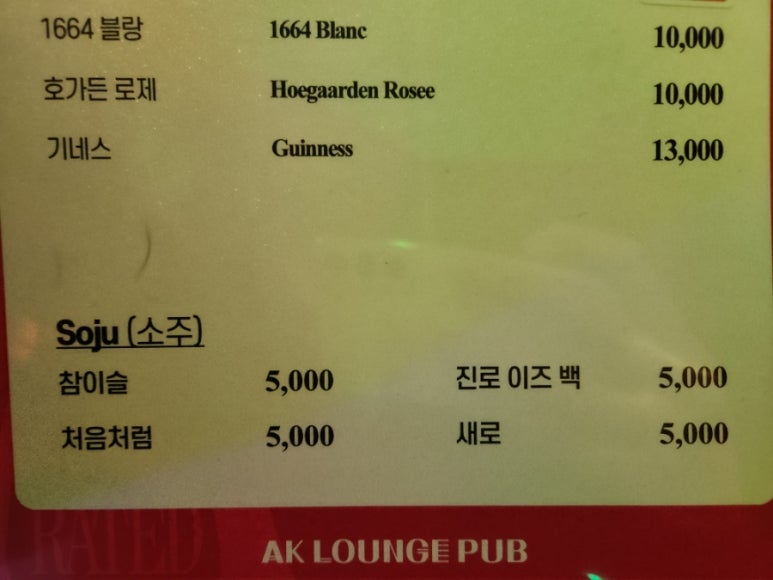 1664 블랑 1664 Blanc 10,000
호가든 로제 Hoegaarden Rosee 10,000
기네스 Guinness 13,000
Soju (소주)
참이슬 5,000 진로 이즈 백 5,000
처음처럼 5,000 새로 5,000
RATED
AK LOUNGE PUB